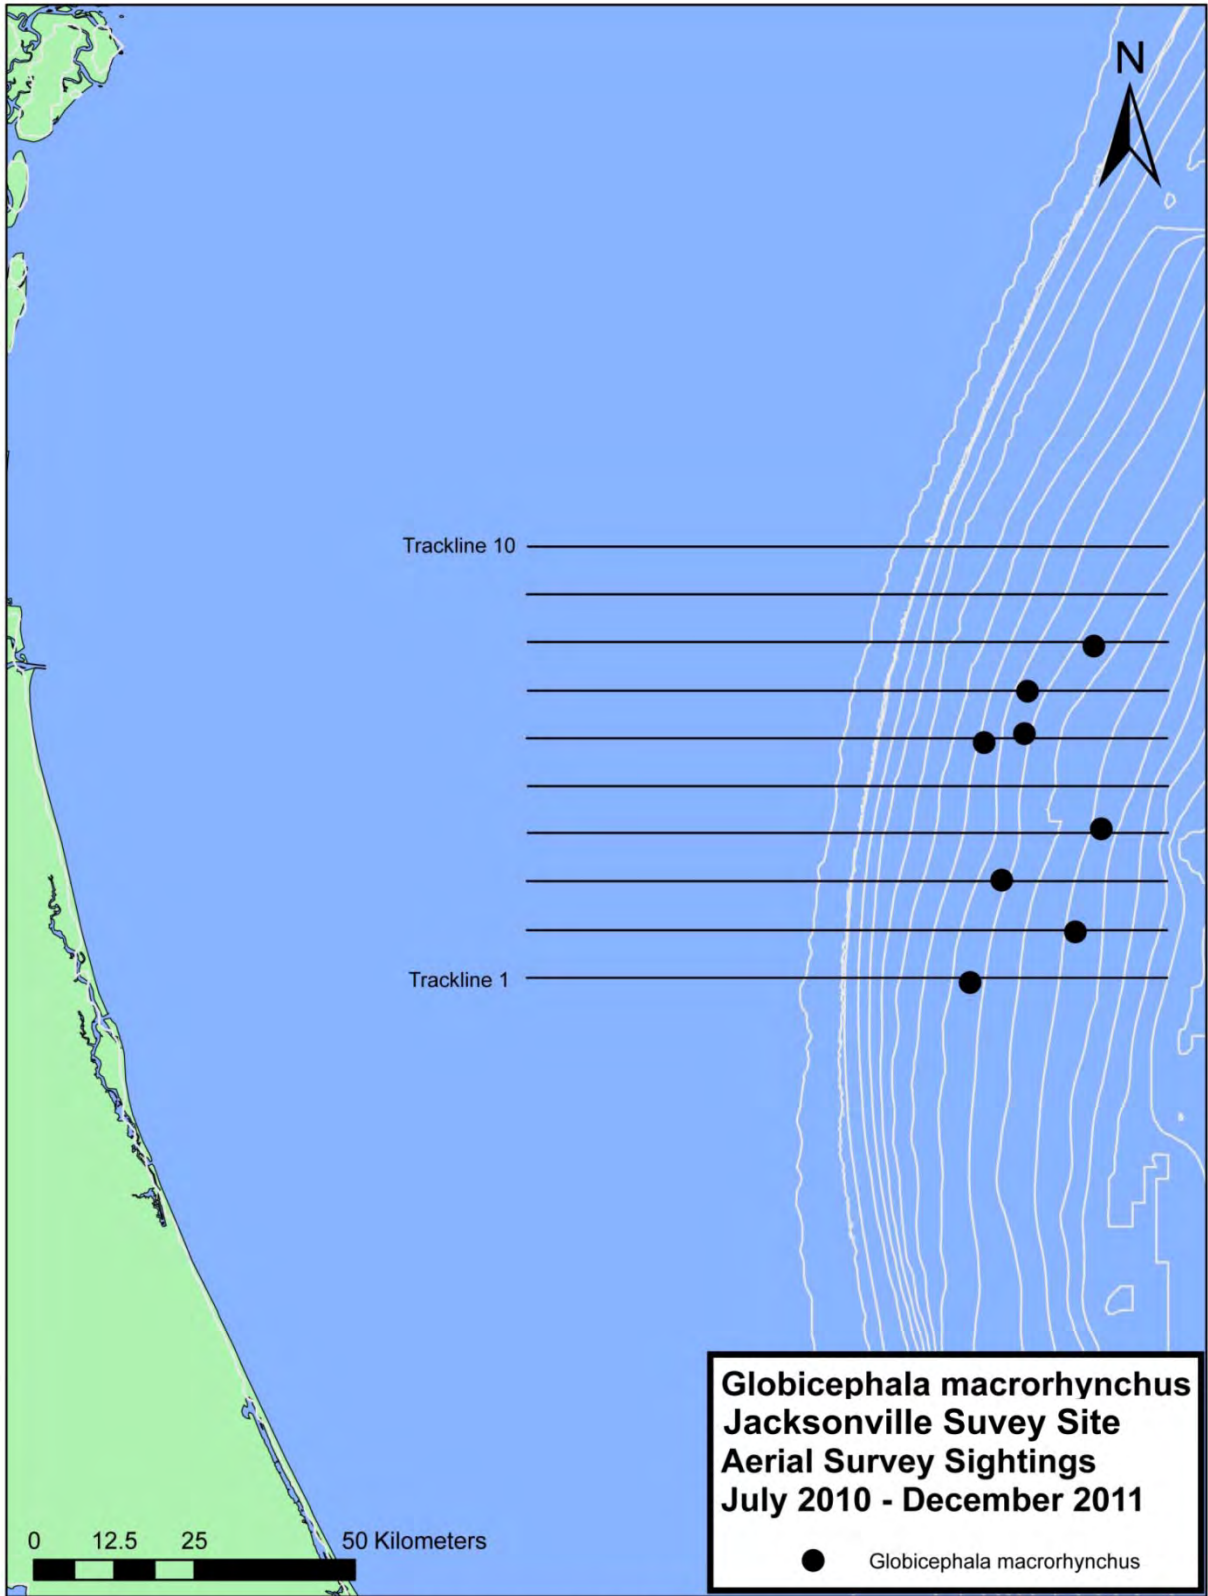 N
Trackline 10
Trackline 1
Globicephala macrorhynchus
Jacksonville Suvey Site
Aerial Survey Sightings
July 2010 - December 2011
Globicephala macrorhynchus
0 12.5 25 50 Kilometers